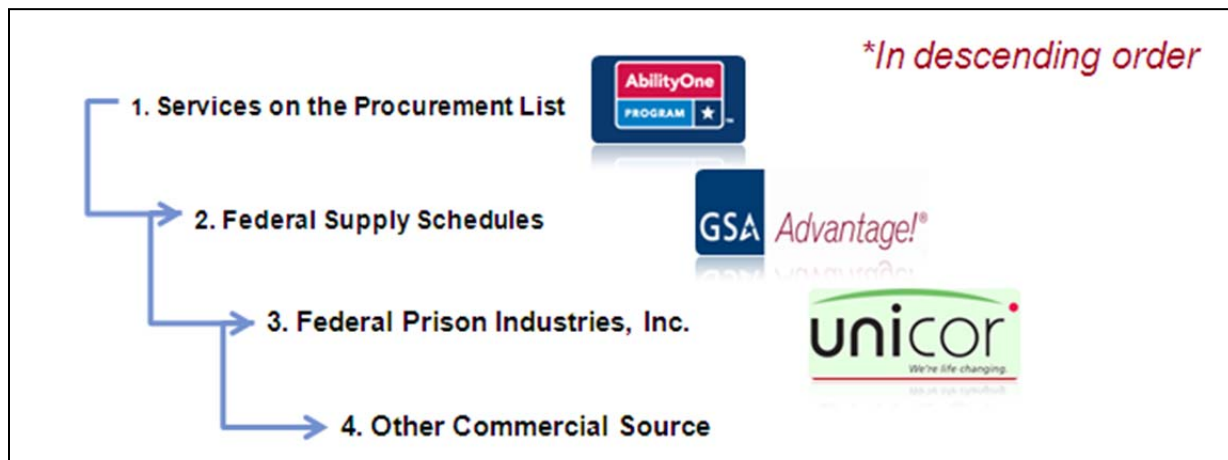 *In descending order
1. Services on the Procurement List
AbilityOne
PROGRAM
™
2. Federal Supply Schedules
GSA Advantage!®
3. Federal Prison Industries, Inc.
unicor
We're life changing.
4. Other Commercial Source